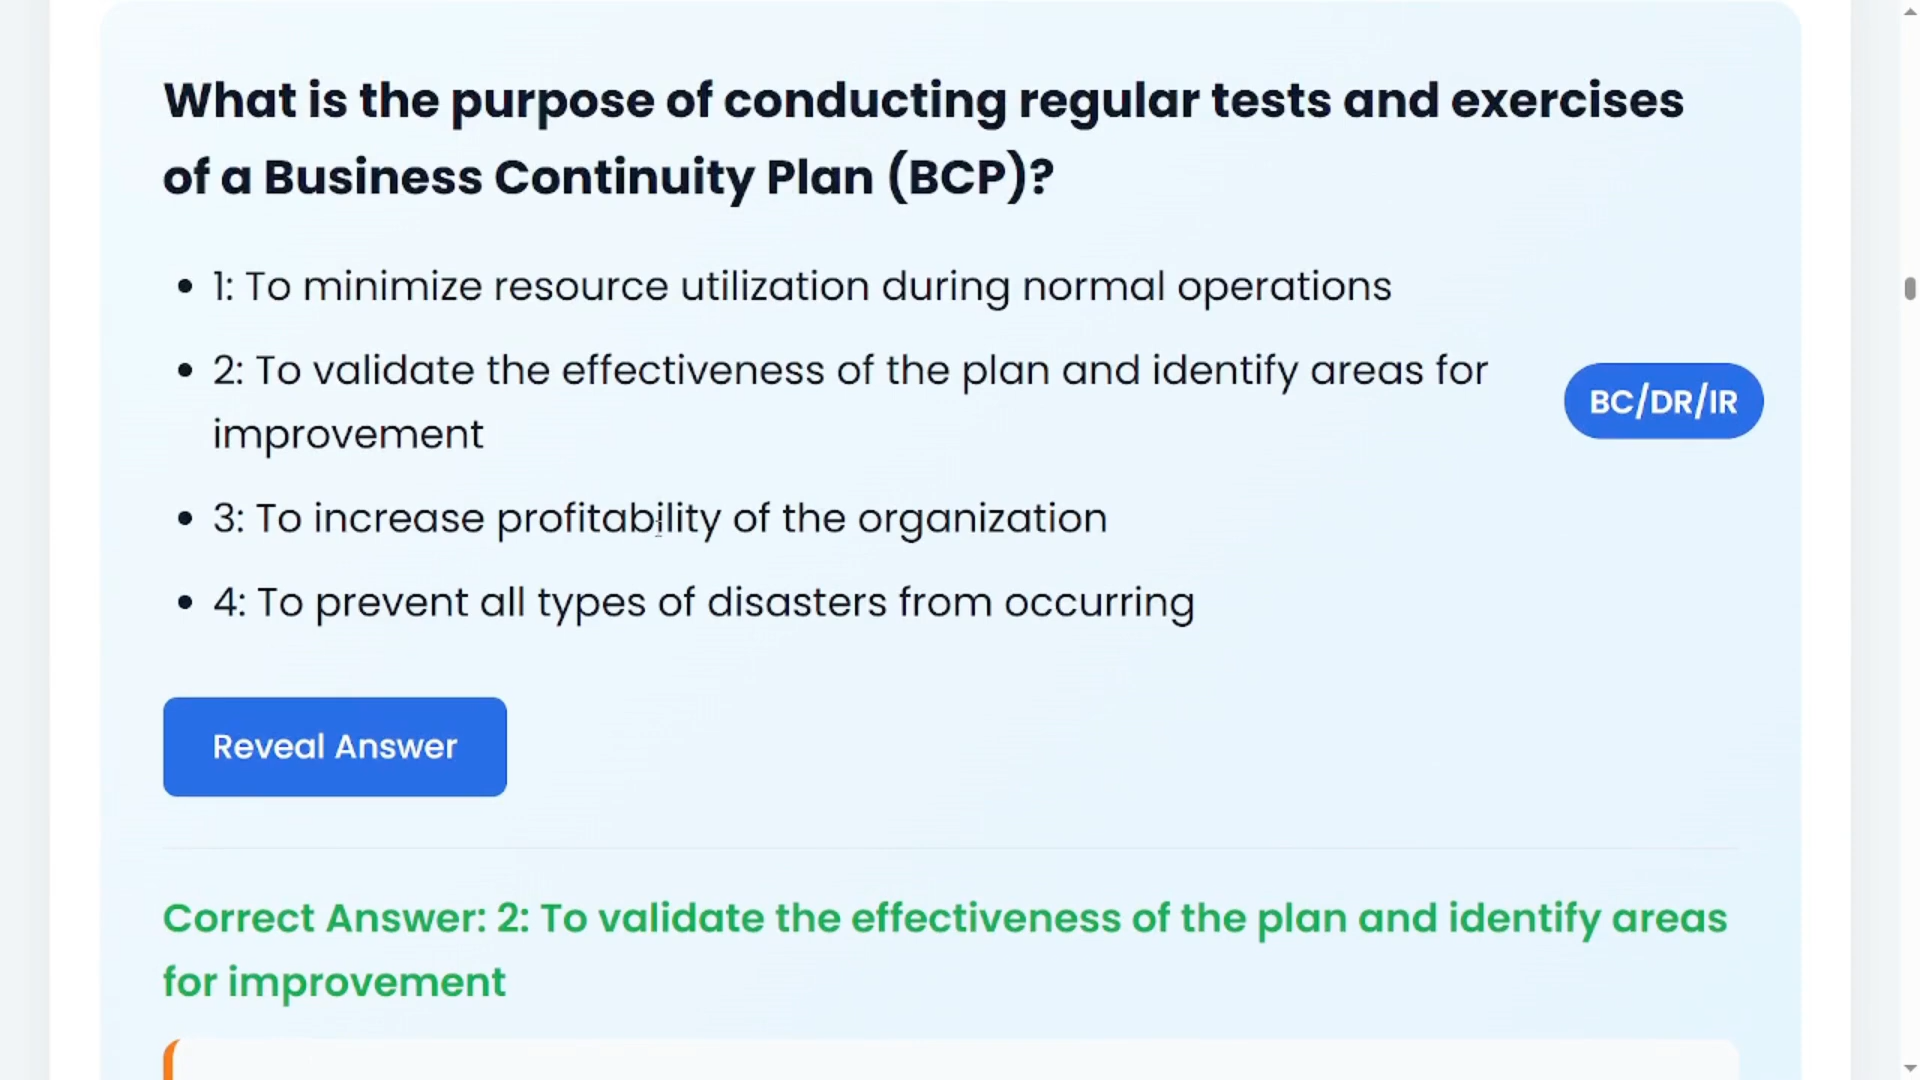 What is the purpose of conducting regular tests and exercises
of a Business Continuity Plan (BCP)?
• 1: To minimize resource utilization during normal operations
• 2: To validate the effectiveness of the plan and identify areas for
improvement
BC/DR/IR
• 3: To increase profitability of the organization
• 4: To prevent all types of disasters from occurring
Reveal Answer
Correct Answer: 2: To validate the effectiveness of the plan and identify areas
for improvement